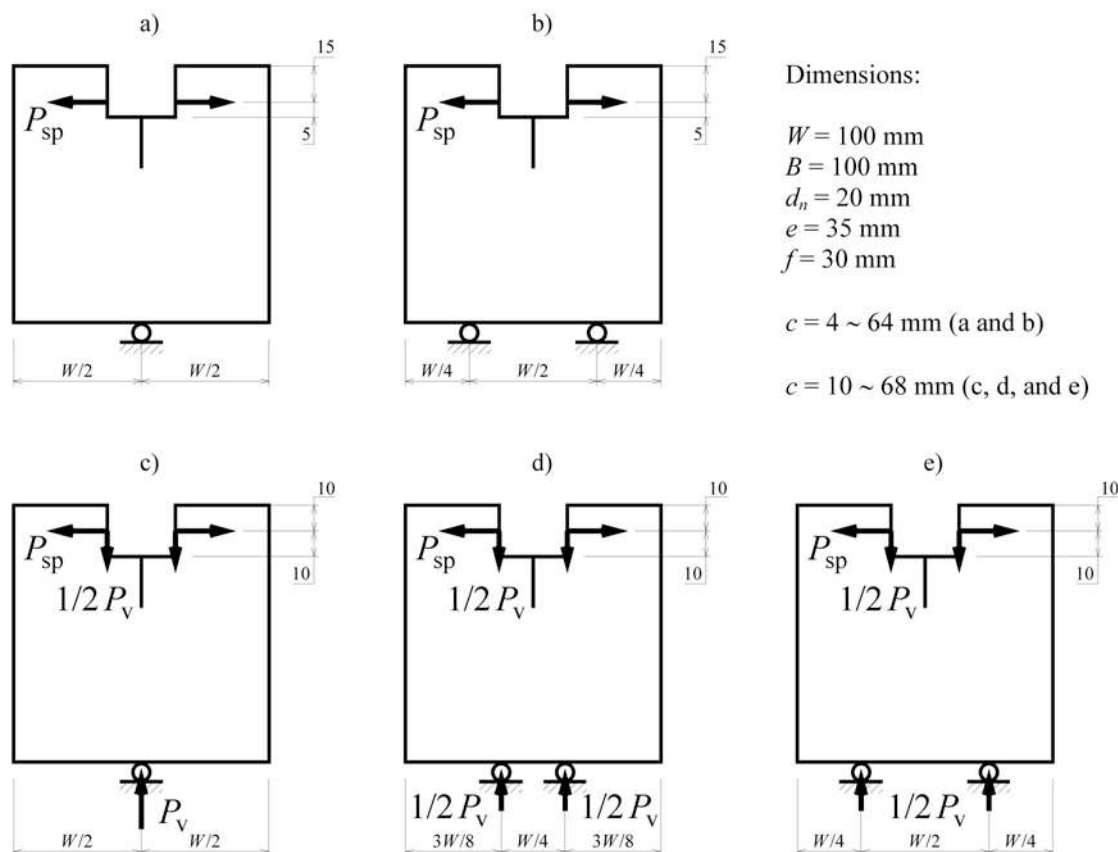 a)
15
P_sp
5
W/2 W/2
b)
15
P_sp
5
W/4 W/2 W/4
Dimensions:
W = 100 mm
B = 100 mm
d_n = 20 mm
e = 35 mm
f = 30 mm
c = 4 ~ 64 mm (a and b)
c = 10 ~ 68 mm (c, d, and e)
c)
10
P_sp
10
1/2 P_v
P_v
W/2 W/2
d)
10
P_sp
10
1/2 P_v
1/2 P_v 1/2 P_v
3W/8 W/4 3W/8
e)
10
P_sp
10
1/2 P_v
1/2 P_v
W/4 W/2 W/4